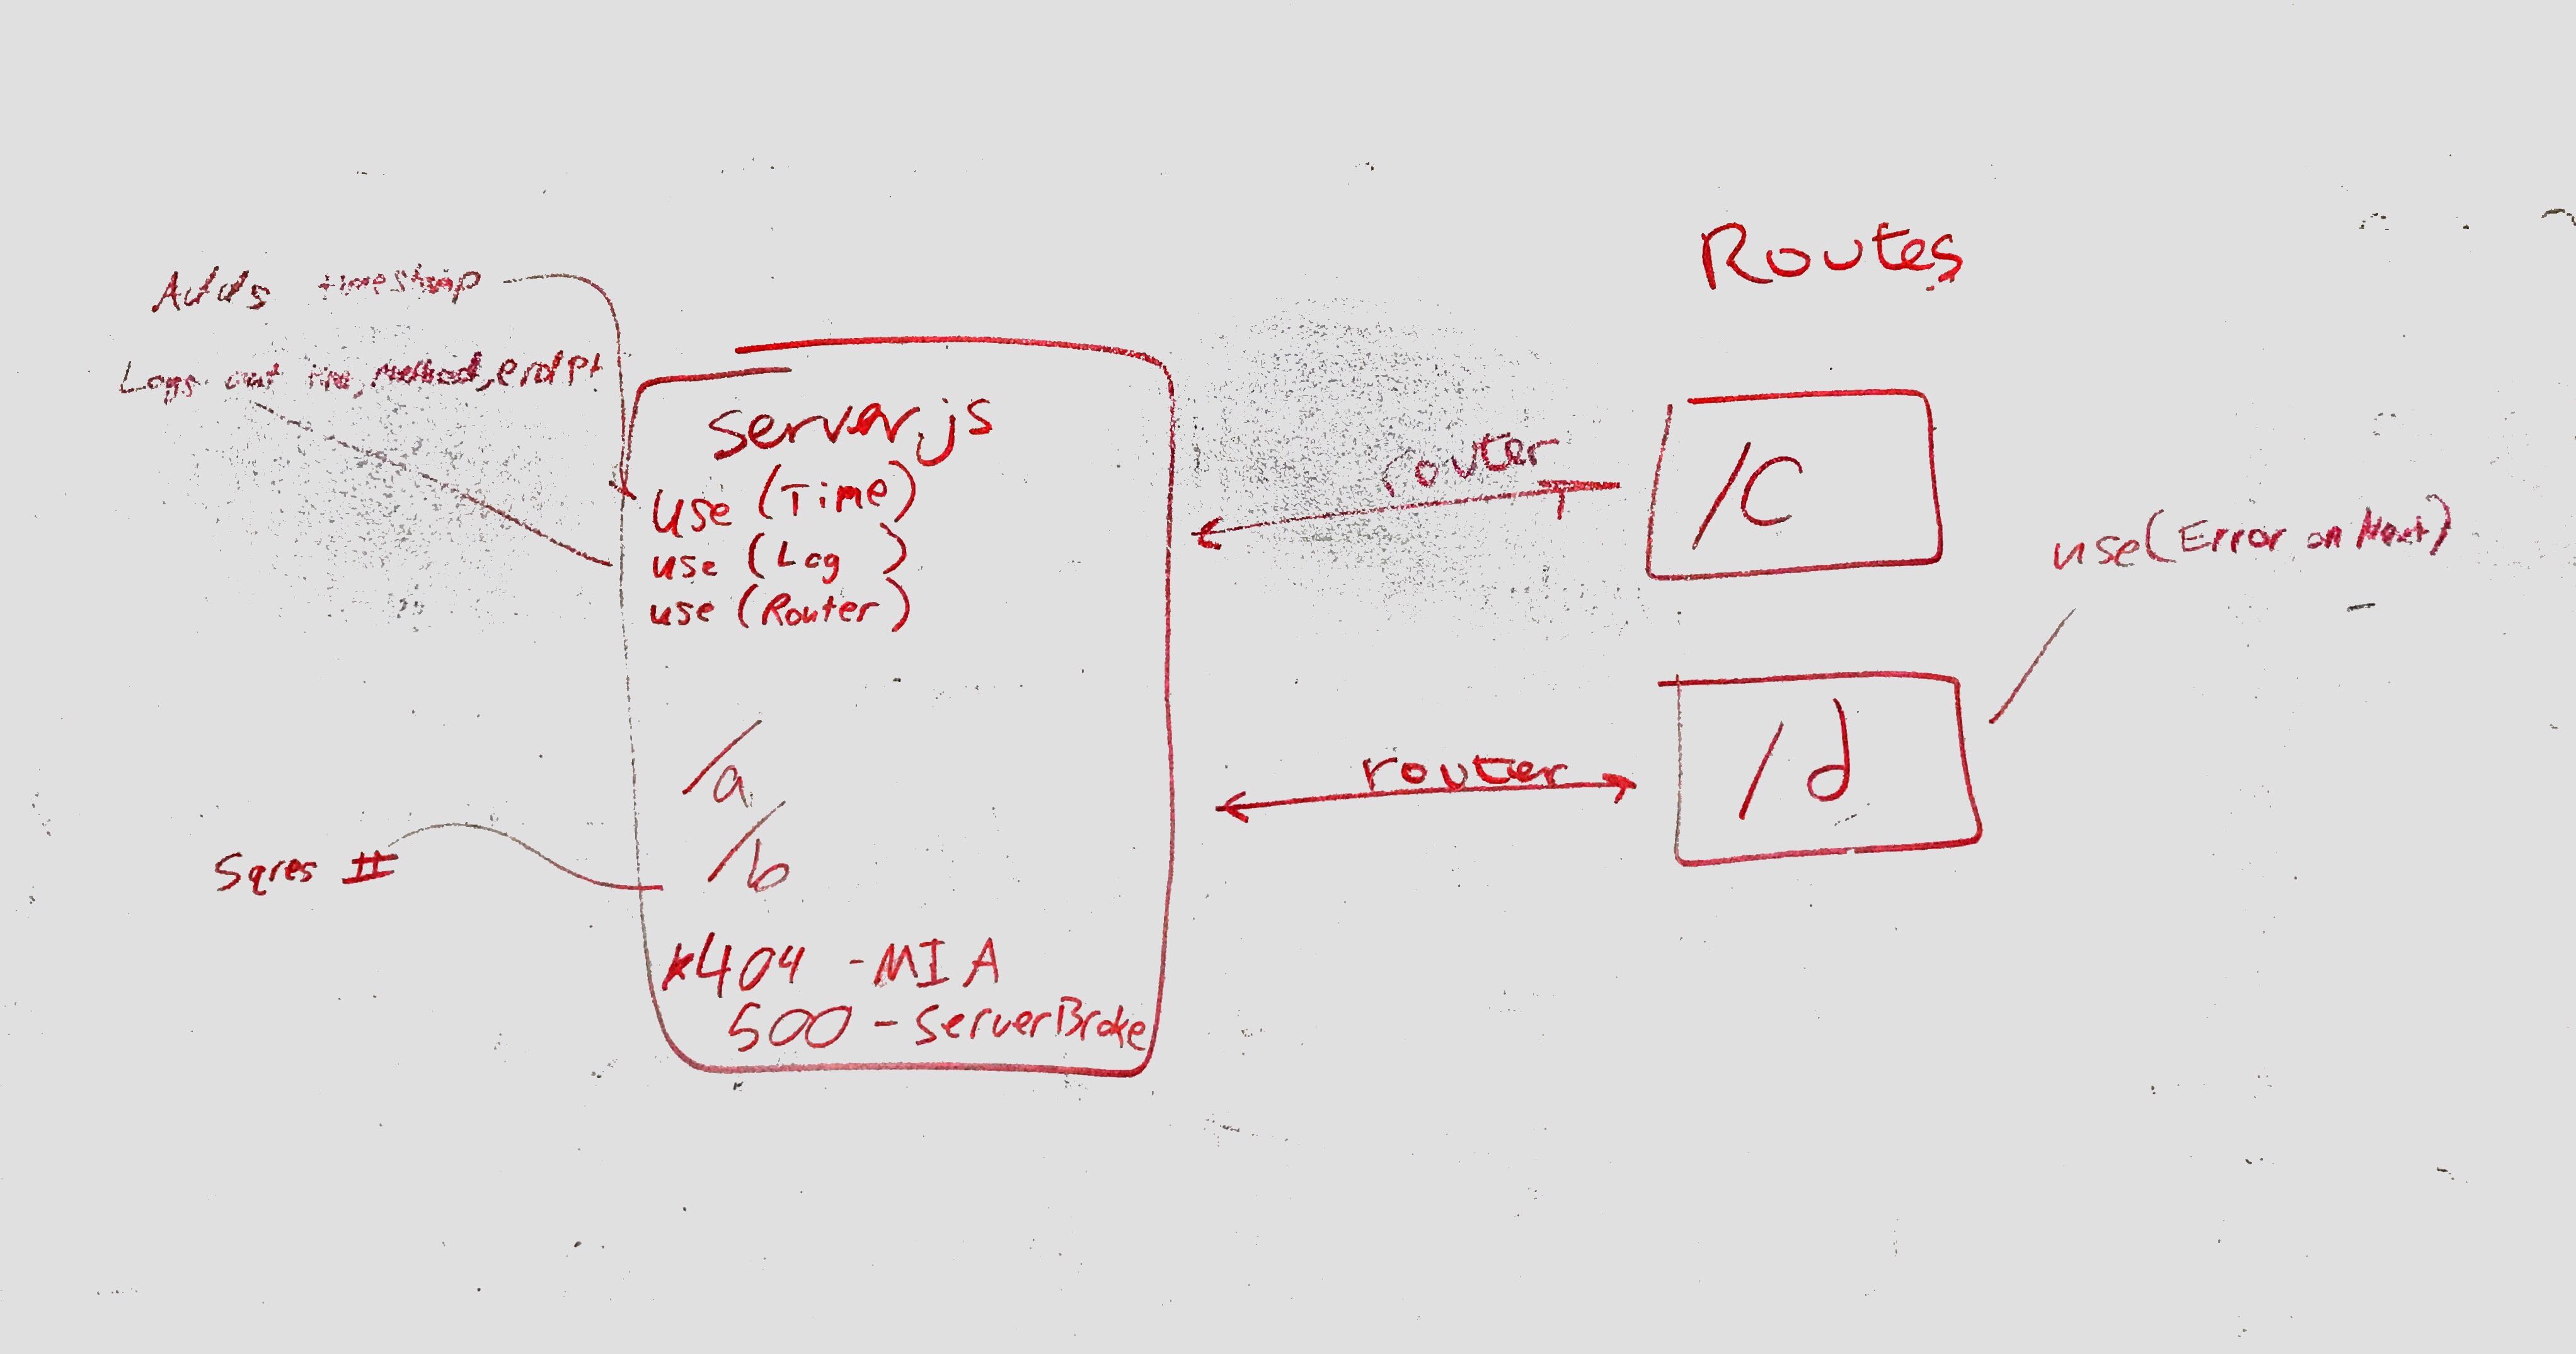 Routes
Adds timestamp
Logs out time, method, endpt
server.js
use (Time)
use (Log)
use (Router)
/a
/b
Sqres #
*404 - MIA
500 - ServerBroke
router
/C
use(Error on Next)
router
/d